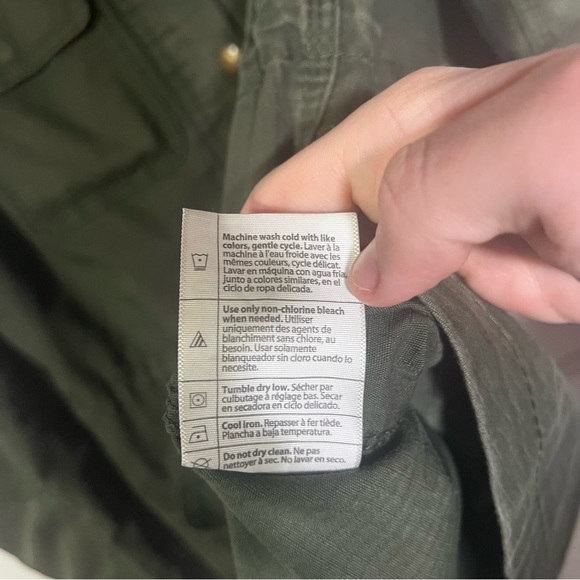 Machine wash cold with like
colors, gentle cycle. Laver à la
machine à l'eau froide avec les
mêmes couleurs, cycle délicat.
Lavar en máquina con agua fría
junto a colores similares, en el
ciclo de ropa delicada.
Use only non-chlorine bleach
when needed. Utiliser
uniquement des agents de
blanchiment sans chlore, au
besoin. Usar solamente
blanqueador sin cloro cuando lo
necesite.
Tumble dry low. Sécher par
culbutage à réglage bas. Secar
en secadora en ciclo delicado.
Cool iron. Repasser à fer tiède.
Plancha a baja temperatura.
Do not dry clean. Ne pas
nettoyer à sec. No lavar en seco.